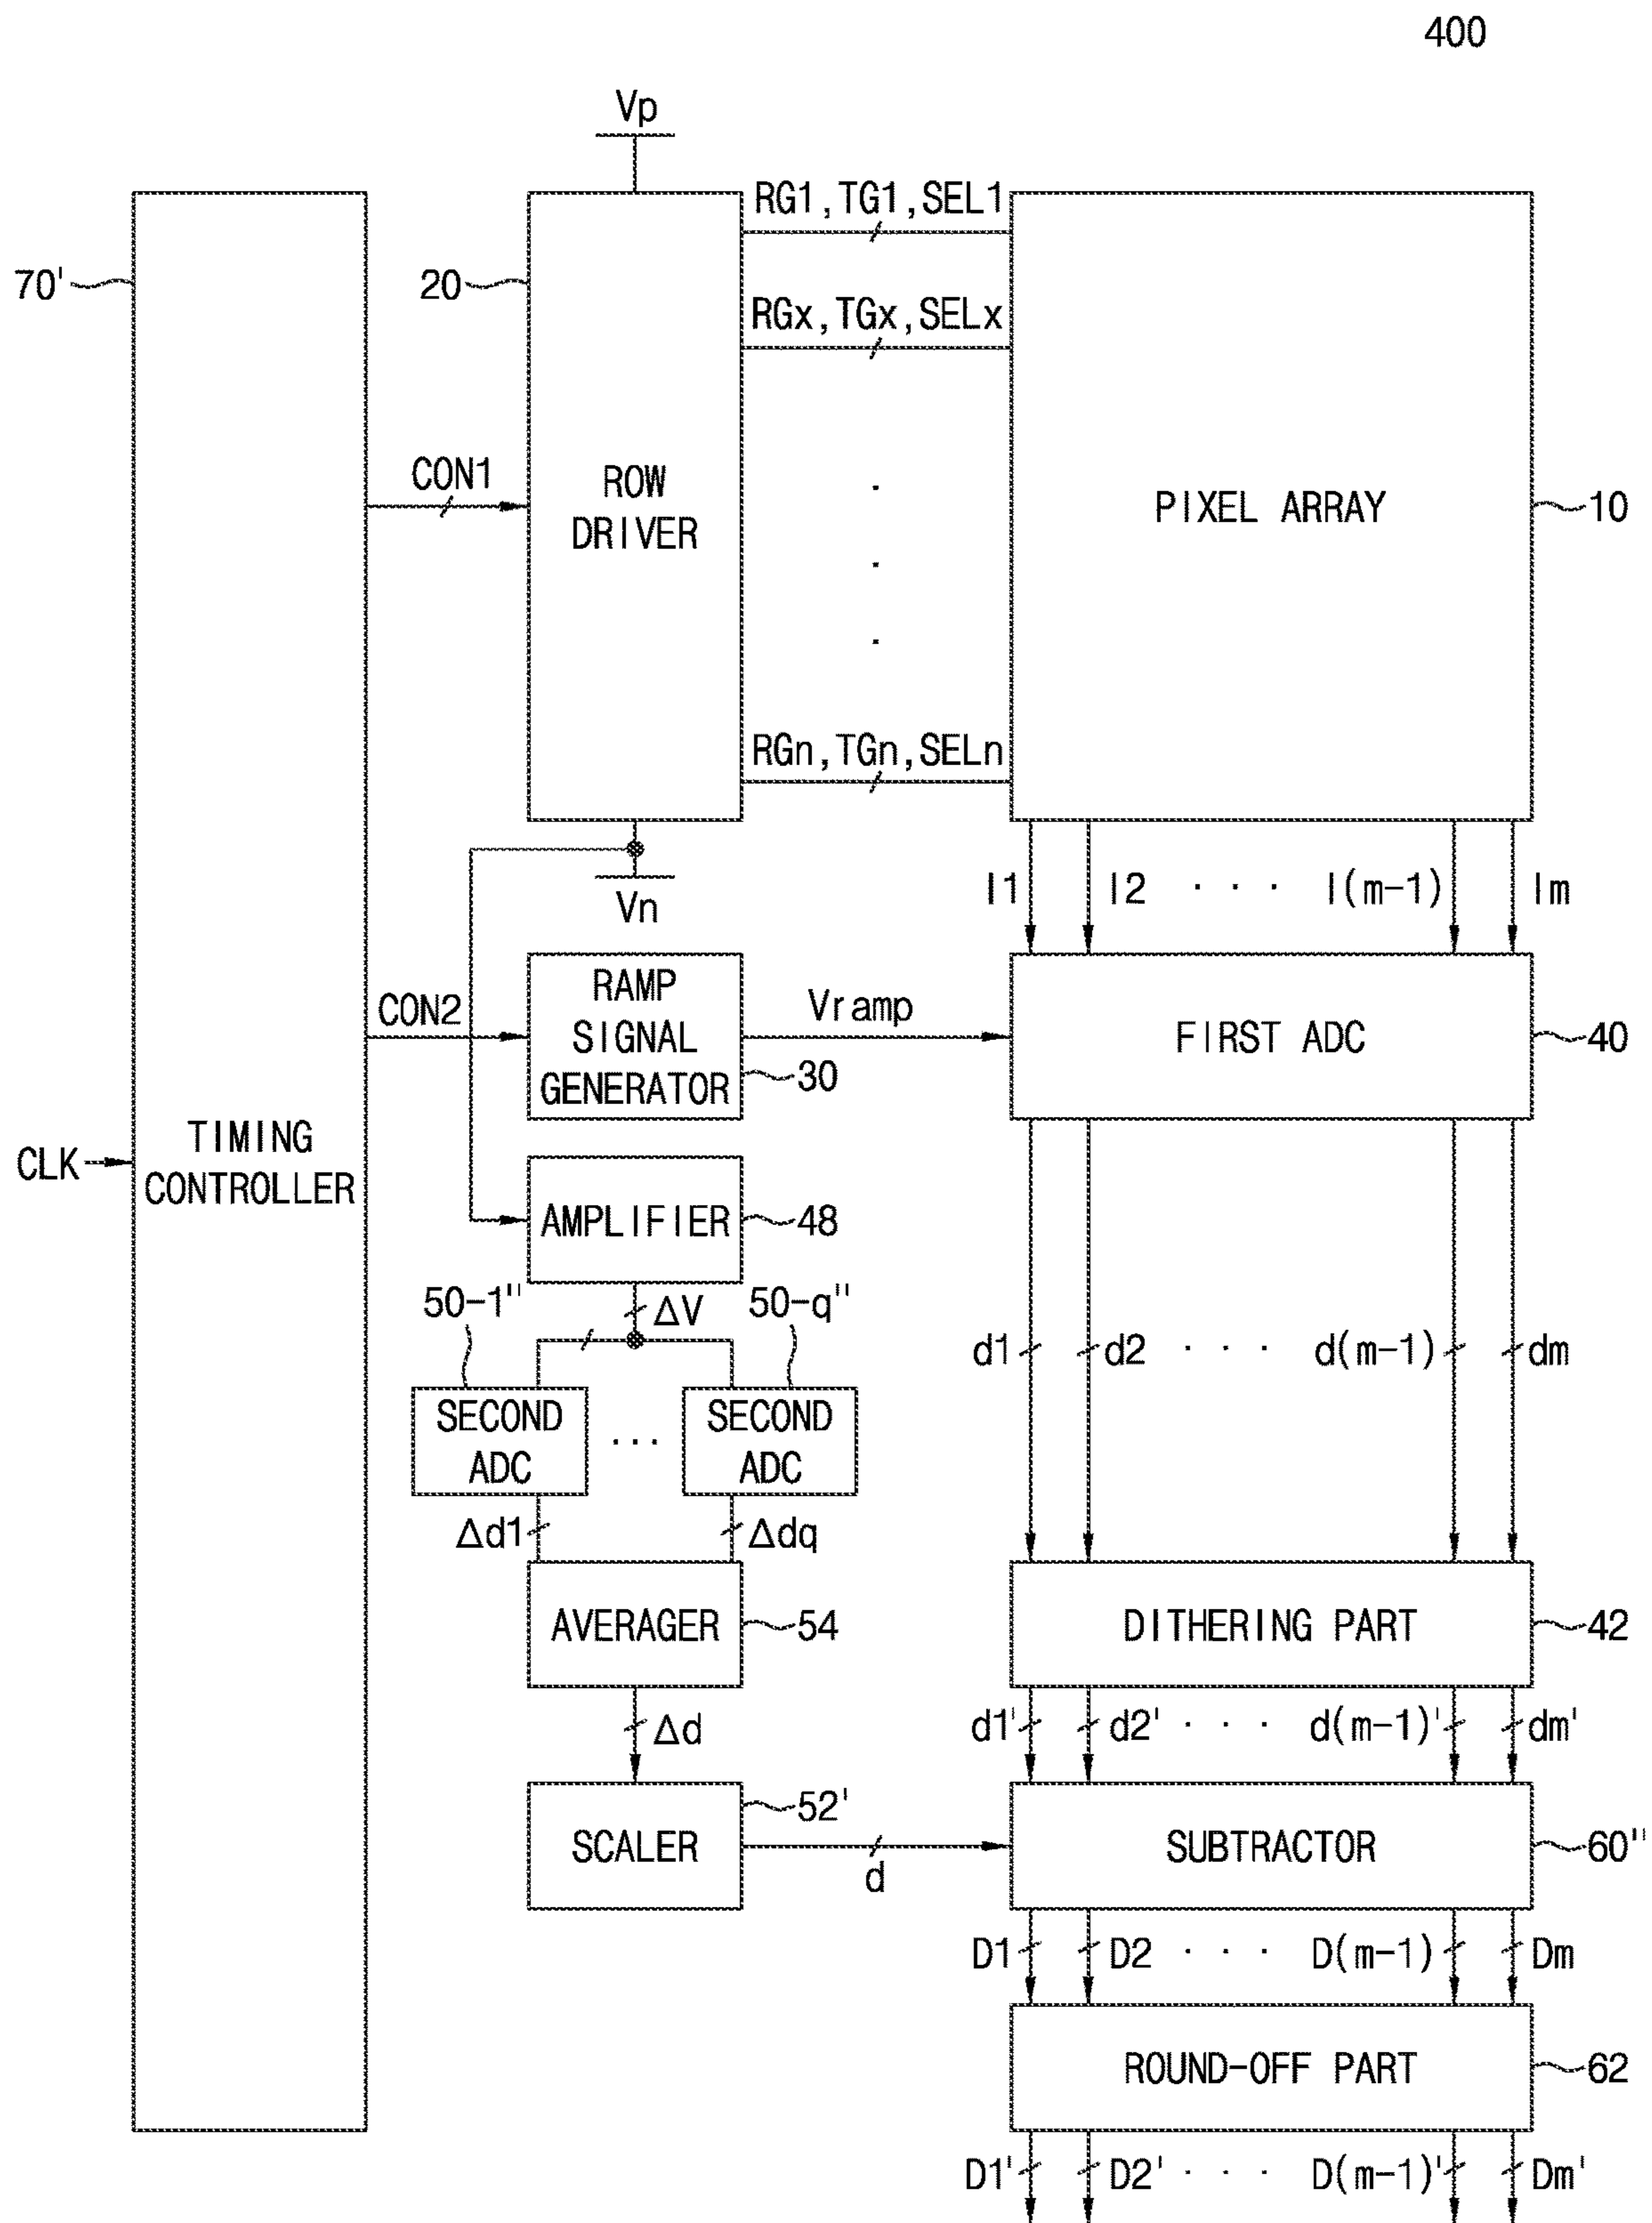 400
Vp
RG1,TG1,SEL1
70'
20
RGx,TGx,SELx
CON1
ROW
DRIVER
PIXEL ARRAY
10
RGn,TGn,SELn
Vn
I1
I2
· · ·
I(m-1)
Im
RAMP
SIGNAL
GENERATOR
30
CON2
Vramp
FIRST ADC
40
CLK
TIMING
CONTROLLER
AMPLIFIER
48
50-1"
ΔV
50-q"
d1
d2
· · ·
d(m-1)
dm
SECOND
ADC
· · ·
SECOND
ADC
Δd1
Δdq
AVERAGER
54
DITHERING PART
42
Δd
d1'
d2'
· · ·
d(m-1)'
dm'
52'
SCALER
d
SUBTRACTOR
60"
D1
D2
· · ·
D(m-1)
Dm
ROUND-OFF PART
62
D1'
D2'
· · ·
D(m-1)'
Dm'